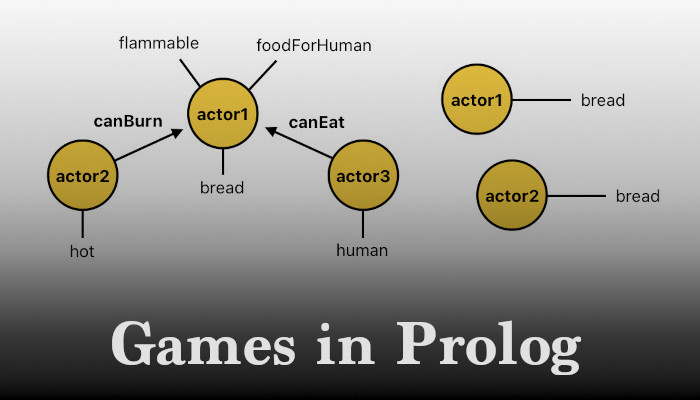 flammable
foodForHuman
actor1
canBurn
canEat
actor2
actor3
bread
hot
human
actor1
bread
actor2
bread
Games in Prolog